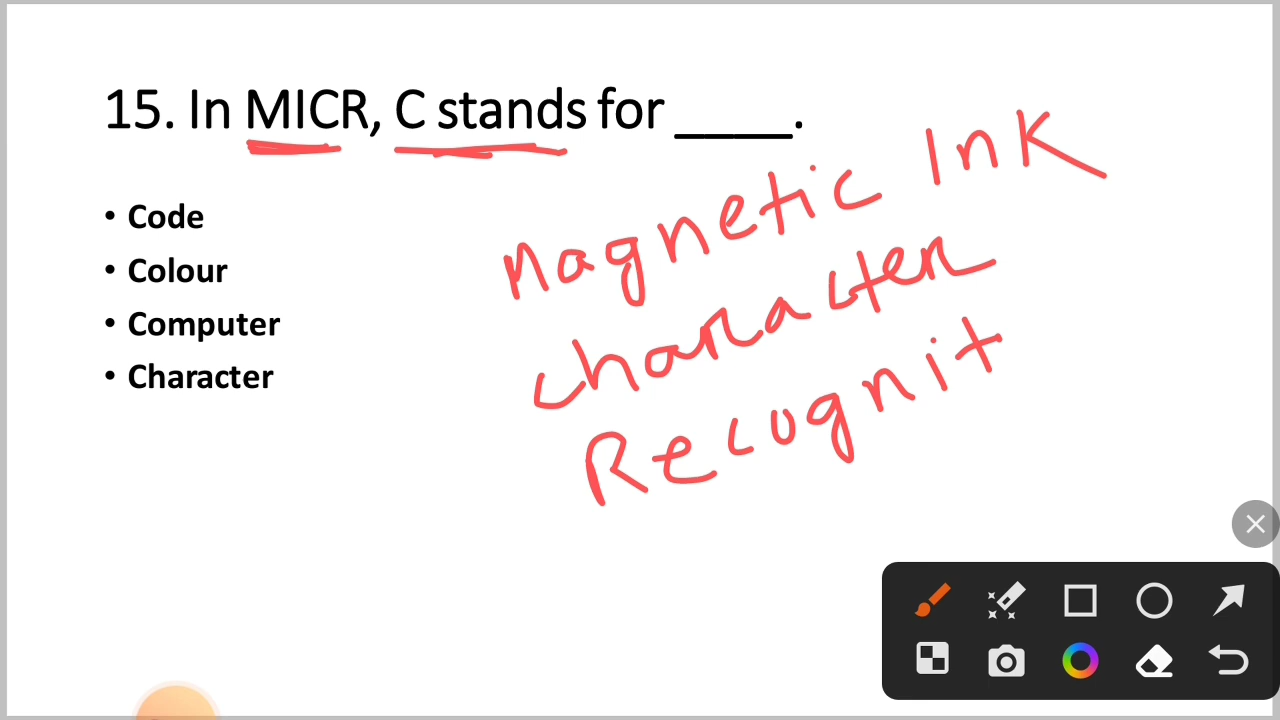 15. In MICR, C stands for ____.
• Code
• Colour
• Computer
• Character
Magnetic Ink
character
Recognit